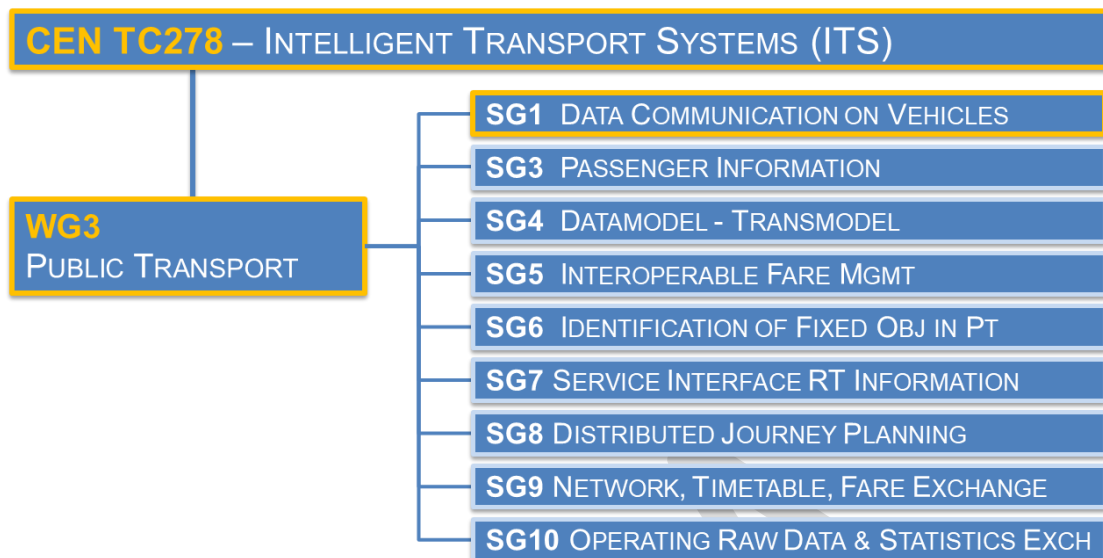 CEN TC278 – INTELLIGENT TRANSPORT SYSTEMS (ITS)
SG1 DATA COMMUNICATION ON VEHICLES
SG3 PASSENGER INFORMATION
WG3
PUBLIC TRANSPORT
SG4 DATAMODEL - TRANSMODEL
SG5 INTEROPERABLE FARE MGMT
SG6 IDENTIFICATION OF FIXED OBJ IN PT
SG7 SERVICE INTERFACE RT INFORMATION
SG8 DISTRIBUTED JOURNEY PLANNING
SG9 NETWORK, TIMETABLE, FARE EXCHANGE
SG10 OPERATING RAW DATA & STATISTICS EXCH